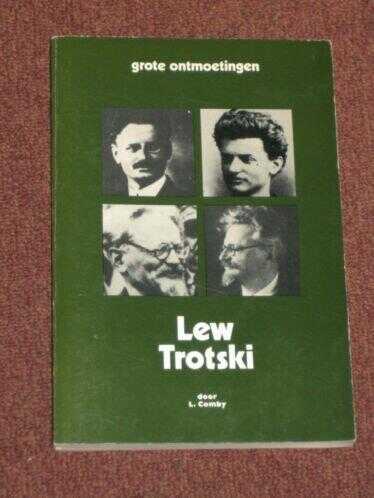 grote ontmoetingen
Lew
Trotski
door
L. Comby